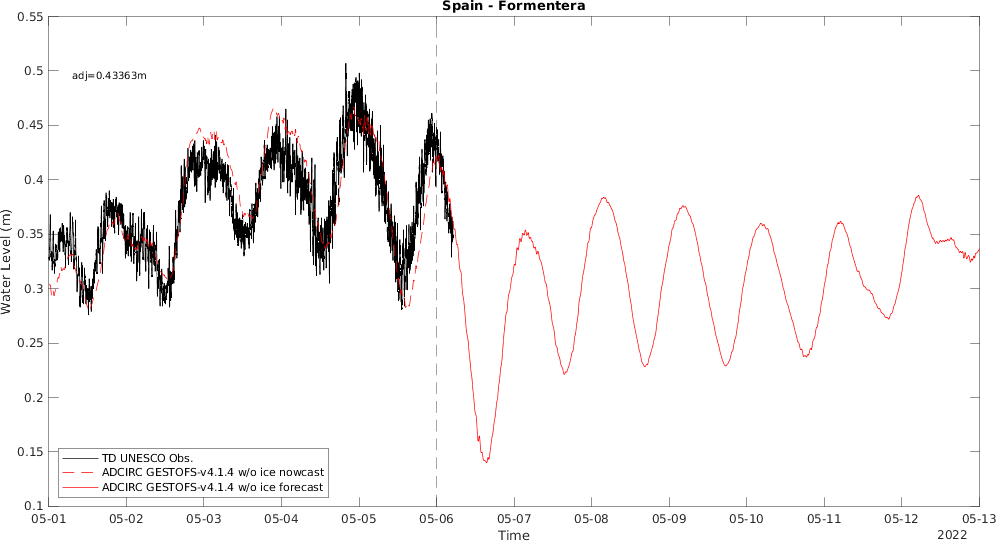 Spain - Formentera
0.55
0.5
0.45
0.4
0.35
0.3
0.25
0.2
0.15
0.1
Water Level (m)
adj=0.43363m
TD UNESCO Obs.
ADCIRC GESTOFS-v4.1.4 w/o ice nowcast
ADCIRC GESTOFS-v4.1.4 w/o ice forecast
05-01 05-02 05-03 05-04 05-05 05-06 05-07 05-08 05-09 05-10 05-11 05-12 05-13
Time
2022